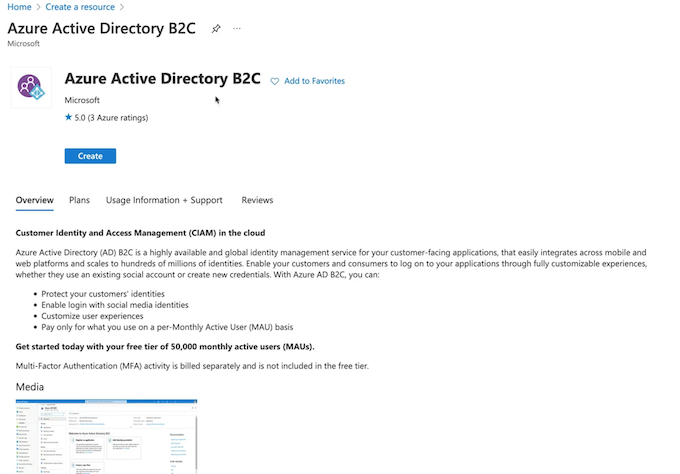 Home > Create a resource >
Azure Active Directory B2C ...
Microsoft
Azure Active Directory B2C Add to Favorites
Microsoft
5.0 (3 Azure ratings)
Create
Overview Plans Usage Information + Support Reviews
Customer Identity and Access Management (CIAM) in the cloud
Azure Active Directory (AD) B2C is a highly available and global identity management service for your customer-facing applications, that easily integrates across mobile and
web platforms and scales to hundreds of millions of identities. Enable your customers and consumers to log on to your applications through fully customizable experiences,
whether they use an existing social account or create new credentials. With Azure AD B2C, you can:
• Protect your customers' identities
• Enable login with social media identities
• Customize user experiences
• Pay only for what you use on a per-Monthly Active User (MAU) basis
Get started today with your free tier of 50,000 monthly active users (MAUs).
Multi-Factor Authentication (MFA) activity is billed separately and is not included in the free tier.
Media
Welcome to Azure Active Directory B2C